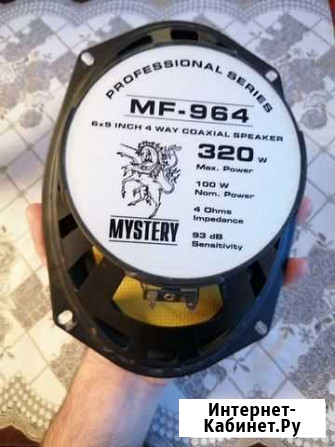 PROFESSIONAL SERIES
MF-964
6x9 INCH 4 WAY COAXIAL SPEAKER
320 W
Max. Power
100 W
Nom. Power
4 Ohms
Impedance
93 dB
Sensitivity
MYSTERY
Интернет-
Кабинет.Ру